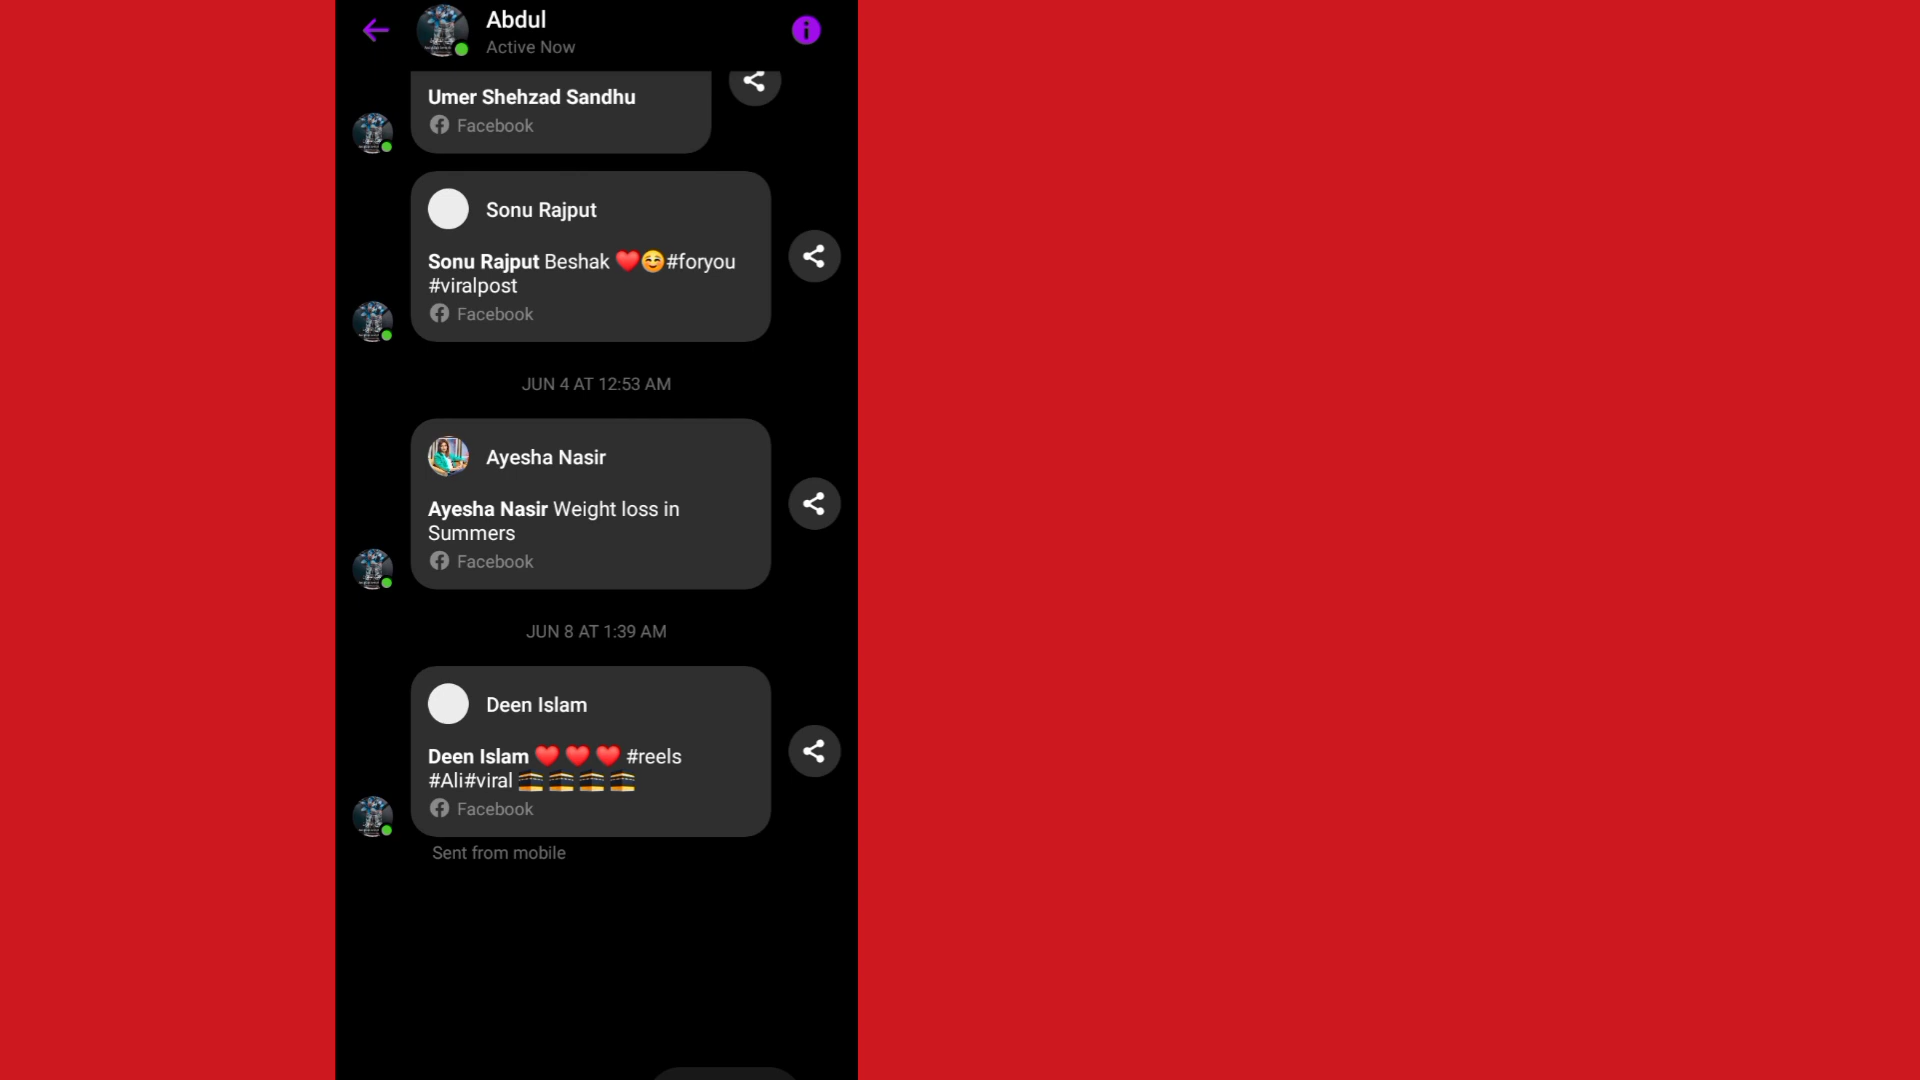 Abdul
Active Now
Umer Shehzad Sandhu
Facebook
Sonu Rajput
Sonu Rajput Beshak ❤️☺️#foryou
#viralpost
Facebook
JUN 4 AT 12:53 AM
Ayesha Nasir
Ayesha Nasir Weight loss in
Summers
Facebook
JUN 8 AT 1:39 AM
Deen Islam
Deen Islam ❤️ ❤️ ❤️ #reels
#Ali#viral 🕋 🕋 🕋 🕋
Facebook
Sent from mobile